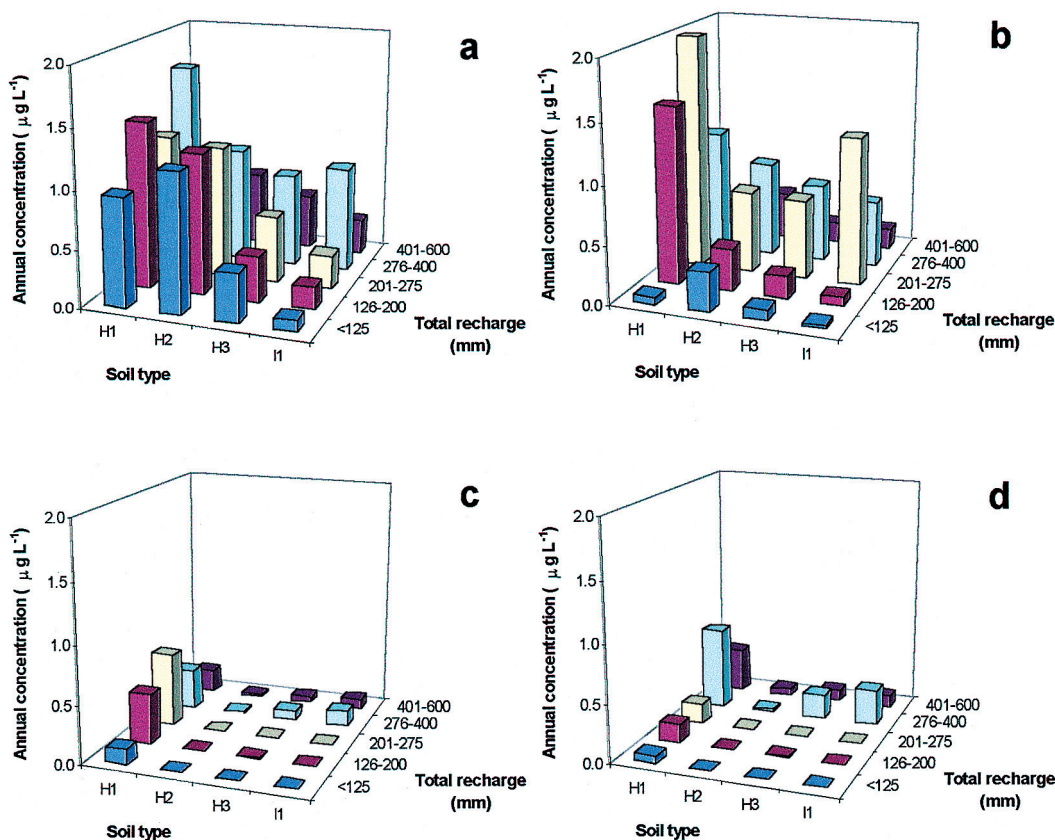 a
Annual concentration ( μg L⁻¹)
2.0
1.5
1.0
0.5
0.0
H1
H2
H3
I1
Soil type
<125
126-200
201-275
276-400
401-600
Total recharge
(mm)
b
Annual concentration ( μg L⁻¹)
2.0
1.5
1.0
0.5
0.0
H1
H2
H3
I1
Soil type
<125
126-200
201-275
276-400
401-600
Total recharge
(mm)
c
Annual concentration ( μg L⁻¹)
2.0
1.5
1.0
0.5
0.0
H1
H2
H3
I1
Soil type
<125
126-200
201-275
276-400
401-600
Total recharge
(mm)
d
Annual concentration ( μg L⁻¹)
2.0
1.5
1.0
0.5
0.0
H1
H2
H3
I1
Soil type
<125
126-200
201-275
276-400
401-600
Total recharge
(mm)